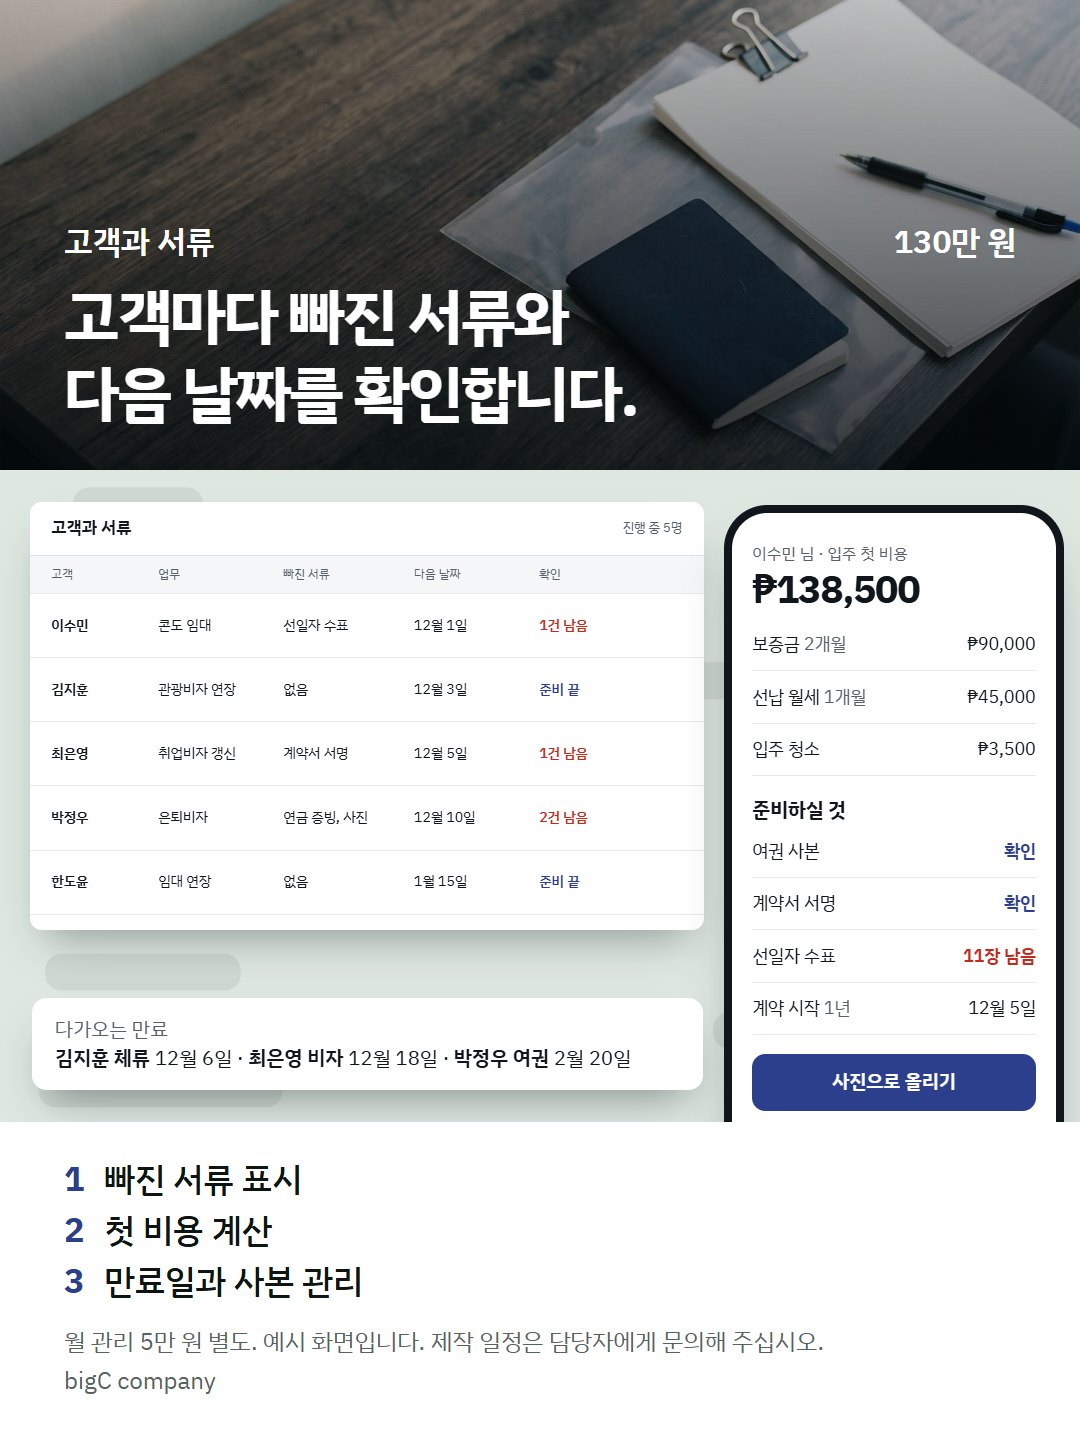 고객과 서류
130만 원
고객마다 빠진 서류와
다음 날짜를 확인합니다.
고객과 서류 진행 중 5명
고객 업무 빠진 서류 다음 날짜 확인
이수민 콘도 임대 선일자 수표 12월 1일 1건 남음
김지훈 관광비자 연장 없음 12월 3일 준비 끝
최은영 취업비자 갱신 계약서 서명 12월 5일 1건 남음
박정우 은퇴비자 연금 증빙, 사진 12월 10일 2건 남음
한도윤 임대 연장 없음 1월 15일 준비 끝
다가오는 만료
김지훈 체류 12월 6일 · 최은영 비자 12월 18일 · 박정우 여권 2월 20일
이수민 님 · 입주 첫 비용
₱138,500
보증금 2개월 ₱90,000
선납 월세 1개월 ₱45,000
입주 청소 ₱3,500
준비하실 것
여권 사본 확인
계약서 서명 확인
선일자 수표 11장 남음
계약 시작 1년 12월 5일
사진으로 올리기
1 빠진 서류 표시
2 첫 비용 계산
3 만료일과 사본 관리
월 관리 5만 원 별도. 예시 화면입니다. 제작 일정은 담당자에게 문의해 주십시오.
bigC company